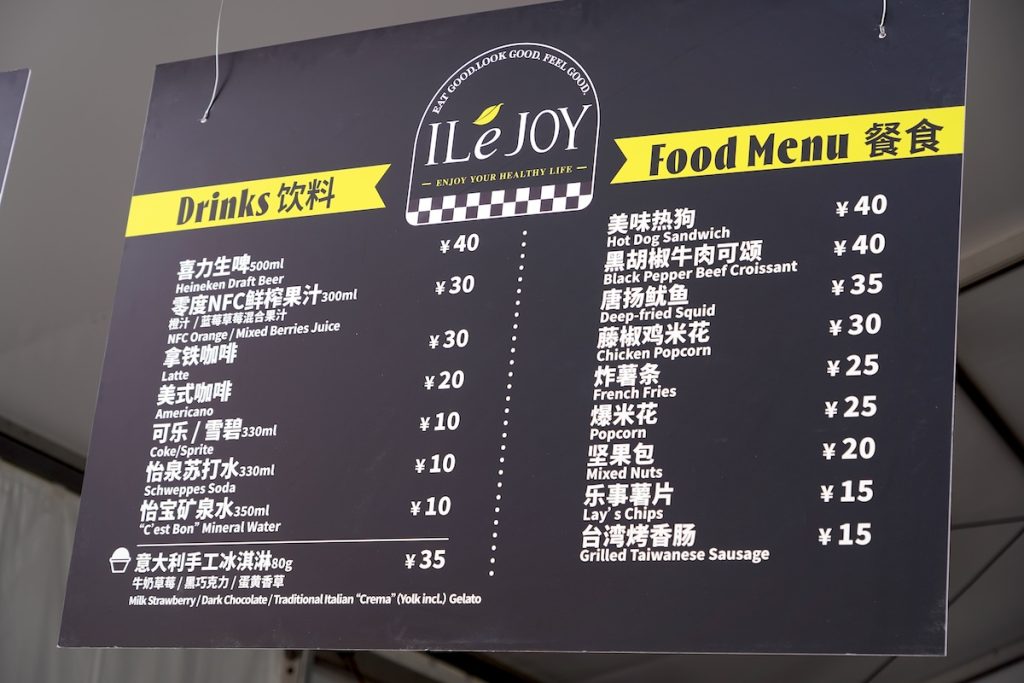 EAT GOOD.LOOK GOOD. FEEL GOOD.
ILé JOY
ENJOY YOUR HEALTHY LIFE
Drinks 饮料
喜力生啤500ml ¥40
Heineken Draft Beer
零度NFC鲜榨果汁300ml ¥30
橙汁 / 蓝莓草莓混合果汁
NFC Orange / Mixed Berries Juice
拿铁咖啡 ¥30
Latte
美式咖啡 ¥20
Americano
可乐 / 雪碧330ml ¥10
Coke/Sprite
怡泉苏打水330ml ¥10
Schweppes Soda
怡宝矿泉水350ml ¥10
“C’est Bon” Mineral Water
意大利手工冰淇淋80g ¥35
牛奶草莓 / 黑巧克力 / 蛋黄香草
Milk Strawberry / Dark Chocolate / Traditional Italian “Crema” (Yolk incl.) Gelato
Food Menu 餐食
美味热狗 ¥40
Hot Dog Sandwich
黑胡椒牛肉可颂 ¥40
Black Pepper Beef Croissant
唐扬鱿鱼 ¥35
Deep-fried Squid
藤椒鸡米花 ¥30
Chicken Popcorn
炸薯条 ¥25
French Fries
爆米花 ¥25
Popcorn
坚果包 ¥20
Mixed Nuts
乐事薯片 ¥15
Lay’s Chips
台湾烤香肠 ¥15
Grilled Taiwanese Sausage